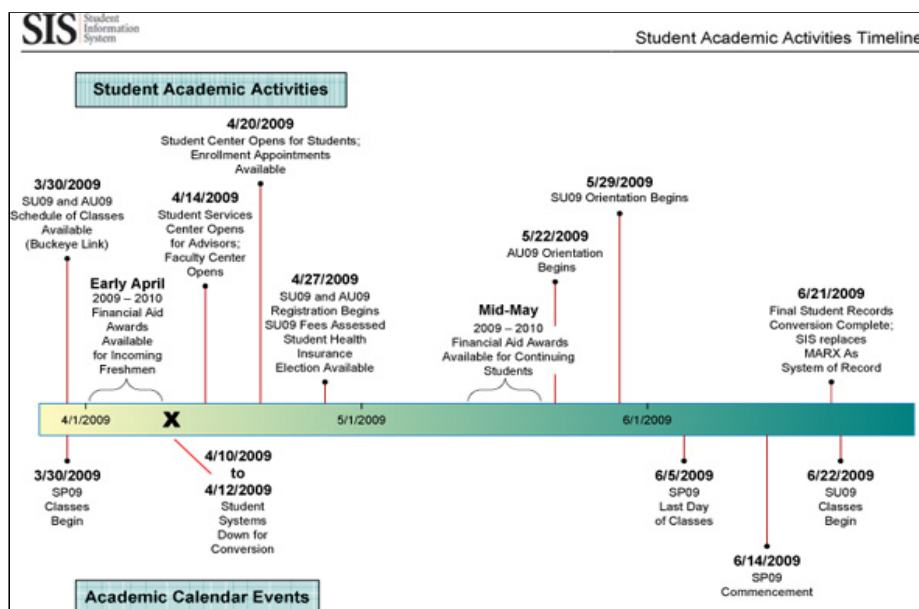 SIS Student
Information
System
Student Academic Activities Timeline
Student Academic Activities
4/20/2009
Student Center Opens for Students;
Enrollment Appointments
Available
3/30/2009
SU09 and AU09
Schedule of Classes
Available
(Buckeye Link)
4/14/2009
Student Services
Center Opens
for Advisors;
Faculty Center
Opens
5/29/2009
SU09 Orientation Begins
5/22/2009
AU09 Orientation
Begins
Early April
2009 – 2010
Financial Aid
Awards
Available
for Incoming
Freshmen
4/27/2009
SU09 and AU09
Registration Begins
SU09 Fees Assessed
Student Health
Insurance
Election Available
Mid-May
2009 – 2010
Financial Aid Awards
Available for Continuing
Students
6/21/2009
Final Student Records
Conversion Complete;
SIS replaces
MARX As
System of Record
4/1/2009
X
5/1/2009
6/1/2009
3/30/2009
SP09
Classes
Begin
4/10/2009
to
4/12/2009
Student
Systems
Down for
Conversion
6/5/2009
SP09
Last Day
of Classes
6/14/2009
SP09
Commencement
6/22/2009
SU09
Classes
Begin
Academic Calendar Events